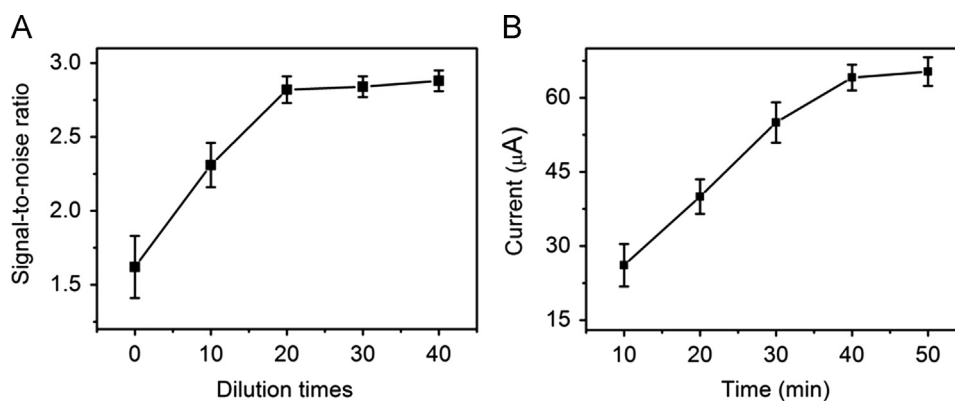 A
Signal-to-noise ratio
3.0
2.5
2.0
1.5
0 10 20 30 40
Dilution times
B
Current (μA)
60
45
30
15
10 20 30 40 50
Time (min)